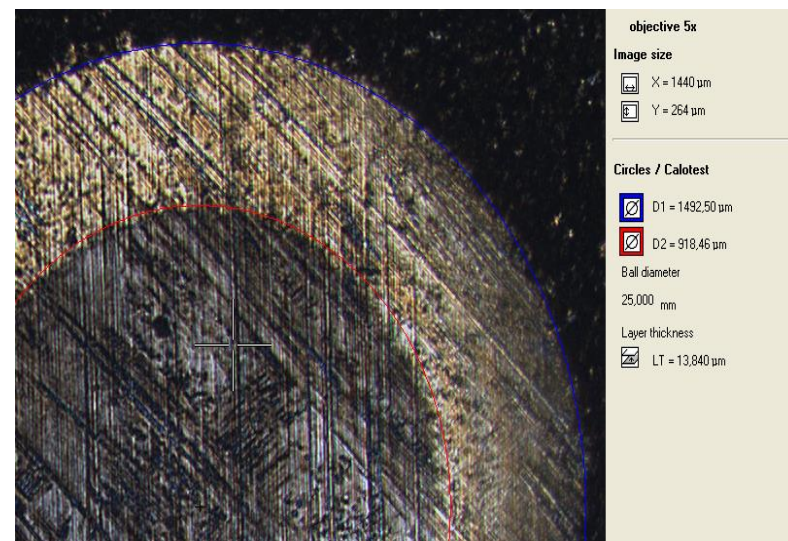 objective 5x
Image size
X = 1440 µm
Y = 264 µm
Circles / Calotest
D1 = 1492,50 µm
D2 = 918,46 µm
Ball diameter
25,000 mm
Layer thickness
LT = 13,840 µm